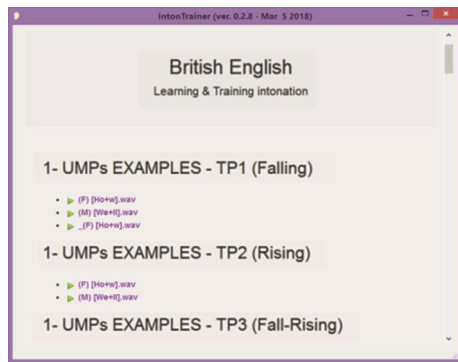 IntonTrainer (ver. 0.2.8 - Mar 5 2018)
British English
Learning & Training intonation
1- UMPs EXAMPLES - TP1 (Falling)
(F) [Ho+w].wav
(M) [We+ll].wav
_(F) [Ho+w].wav
1- UMPs EXAMPLES - TP2 (Rising)
(F) [Ho+w].wav
(M) [We+ll].wav
1- UMPs EXAMPLES - TP3 (Fall-Rising)